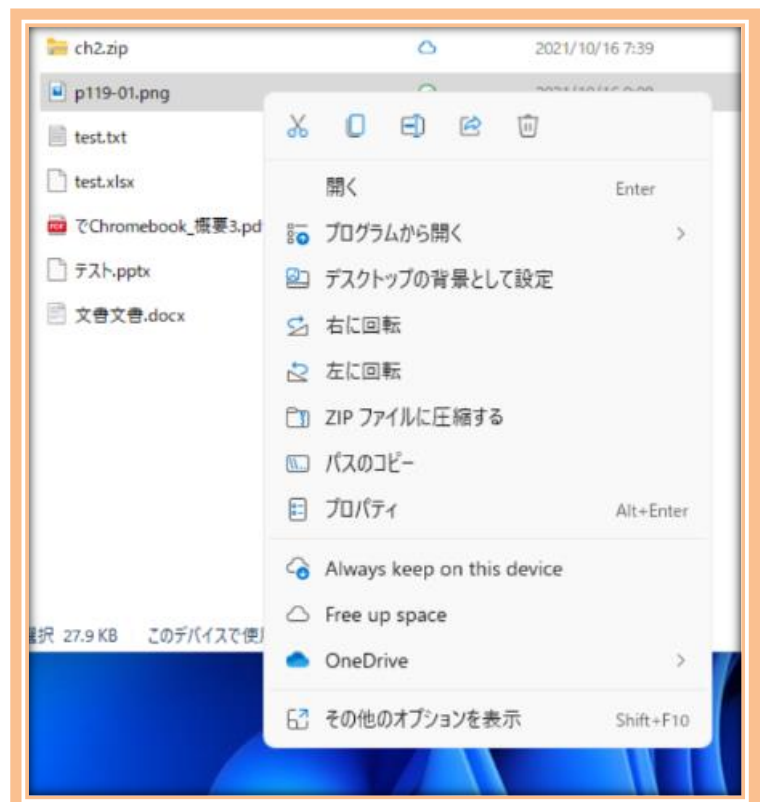 ch2.zip 2021/10/16 7:39
p119-01.png
test.txt
test.xlsx
でChromebook_概要3.pd
テスト.pptx
文書文書.docx
開く Enter
プログラムから開く
デスクトップの背景として設定
右に回転
左に回転
ZIP ファイルに圧縮する
パスのコピー
プロパティ Alt+Enter
Always keep on this device
Free up space
OneDrive
その他のオプションを表示 Shift+F10
選択 27.9 KB このデバイスで使